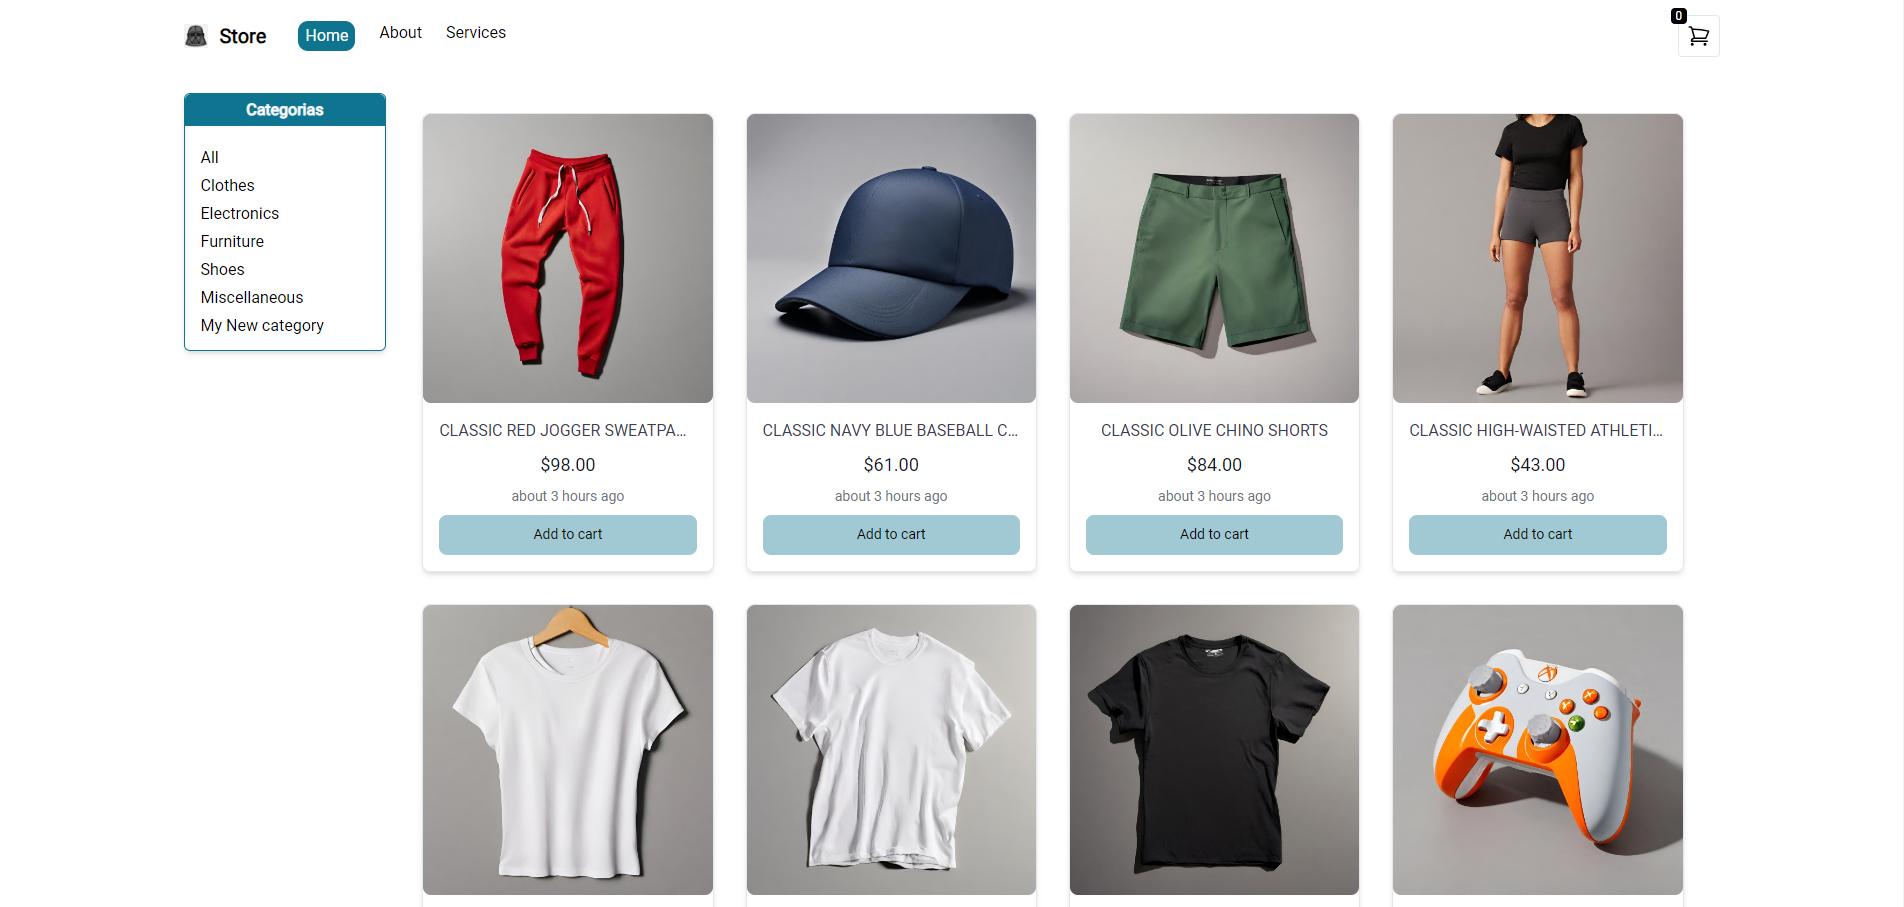 Store
Home
About
Services
0
Categorias
All
Clothes
Electronics
Furniture
Shoes
Miscellaneous
My New category
CLASSIC RED JOGGER SWEATPA...
$98.00
about 3 hours ago
Add to cart
CLASSIC NAVY BLUE BASEBALL C...
$61.00
about 3 hours ago
Add to cart
CLASSIC OLIVE CHINO SHORTS
$84.00
about 3 hours ago
Add to cart
CLASSIC HIGH-WAISTED ATHLETI...
$43.00
about 3 hours ago
Add to cart